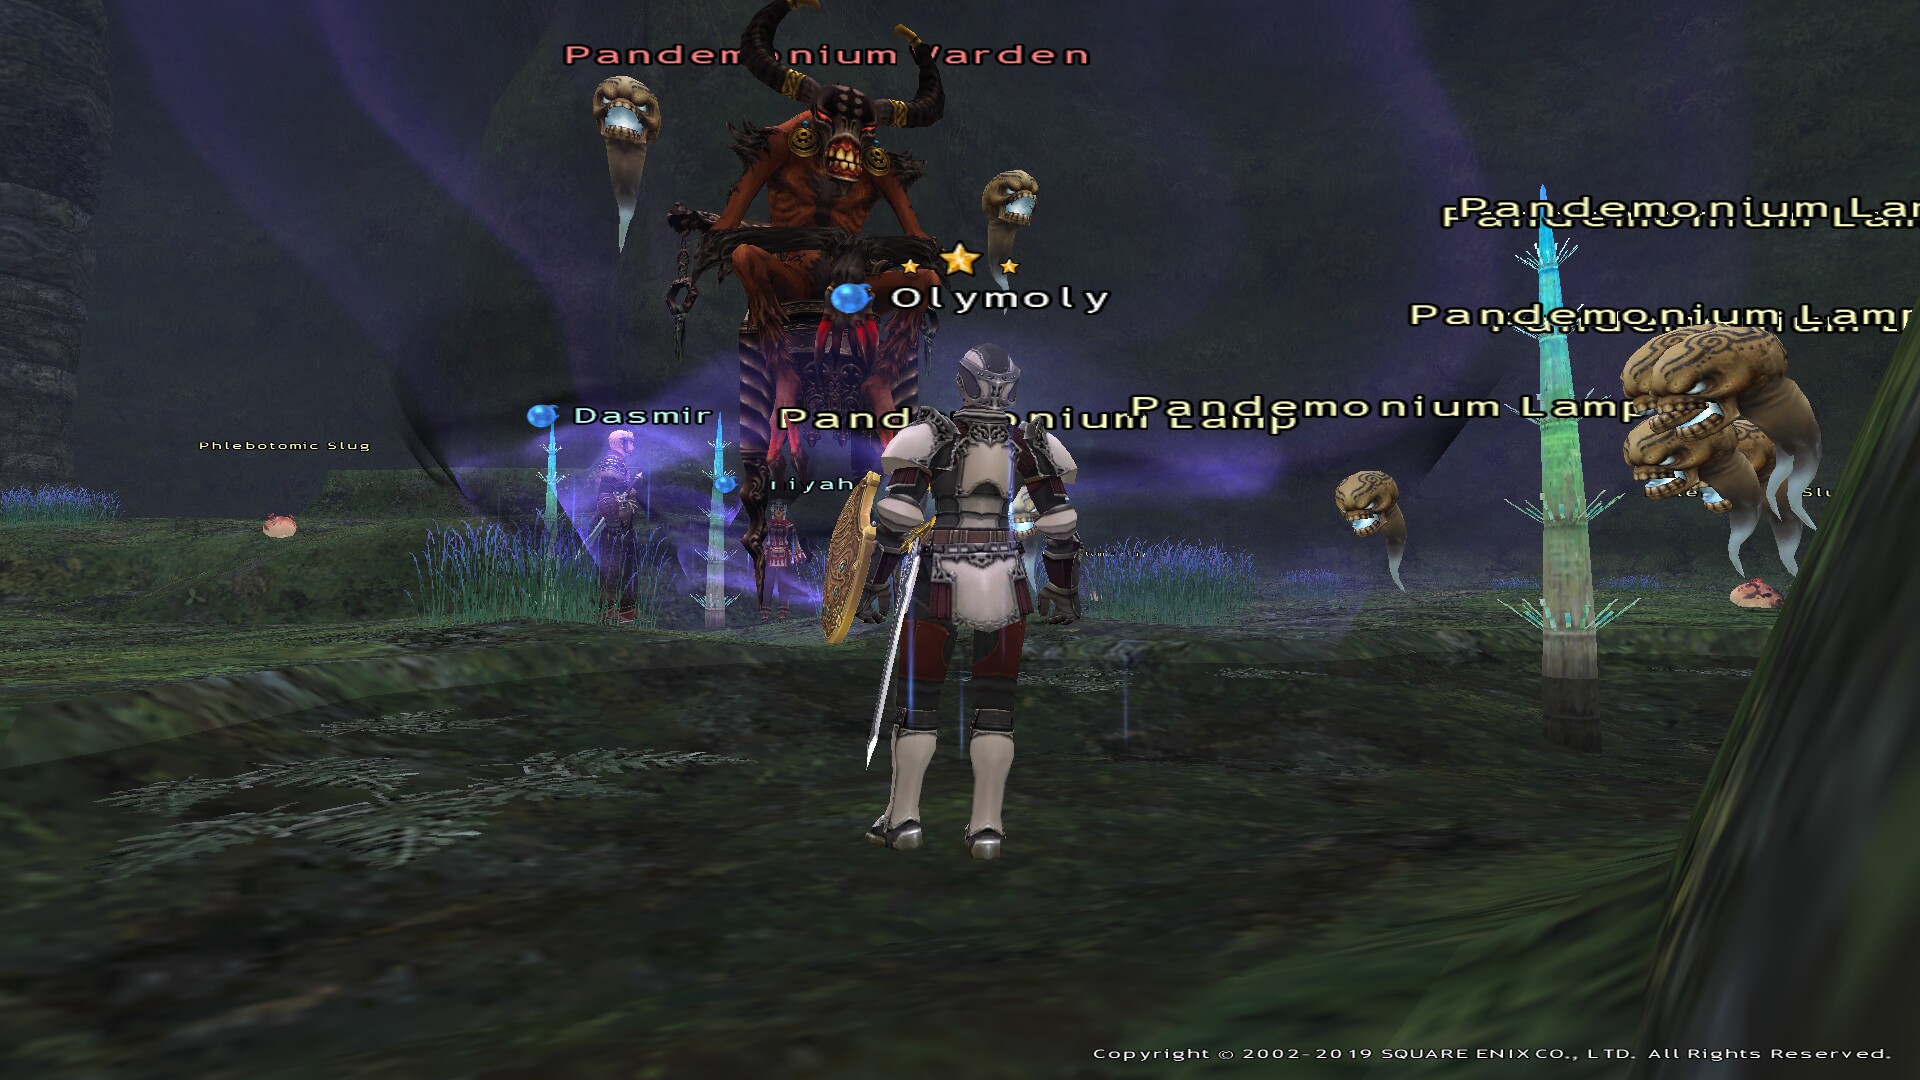 Pandemonium Warden
Pandemonium
Pandemonium
Olymoly
Pandemonium Lamp
Dasmir
Pandemonium Lamp
Pandemonium Lamp
Phlebotomic Slug
Copyright © 2002-2019 SQUARE ENIX CO., LTD. All Rights Reserved.